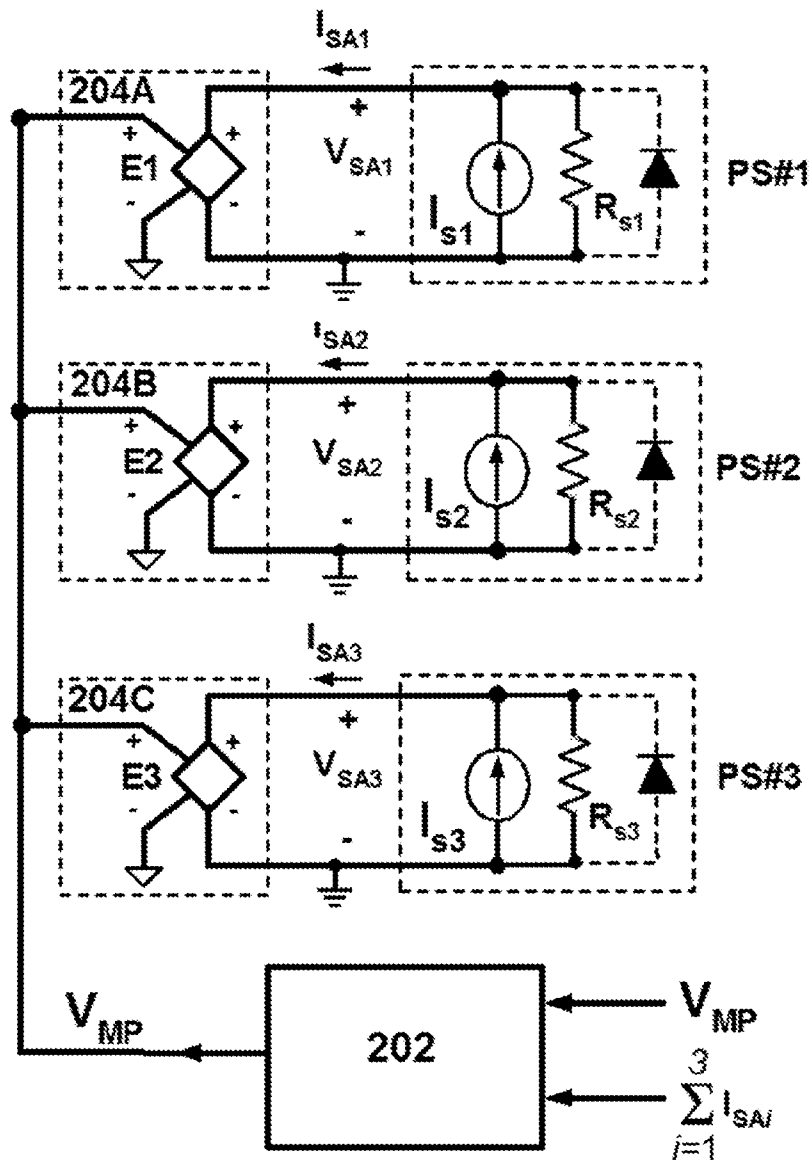 I_SA1
204A
+ + +
E1 V_SA1 I_s1 R_s1 PS#1
- - -
I_SA2
204B
+ + +
E2 V_SA2 I_s2 R_s2 PS#2
- - -
I_SA3
204C
+ + +
E3 V_SA3 I_s3 R_s3 PS#3
- - -
V_MP 202 V_MP
3
∑ I_SAi
i=1